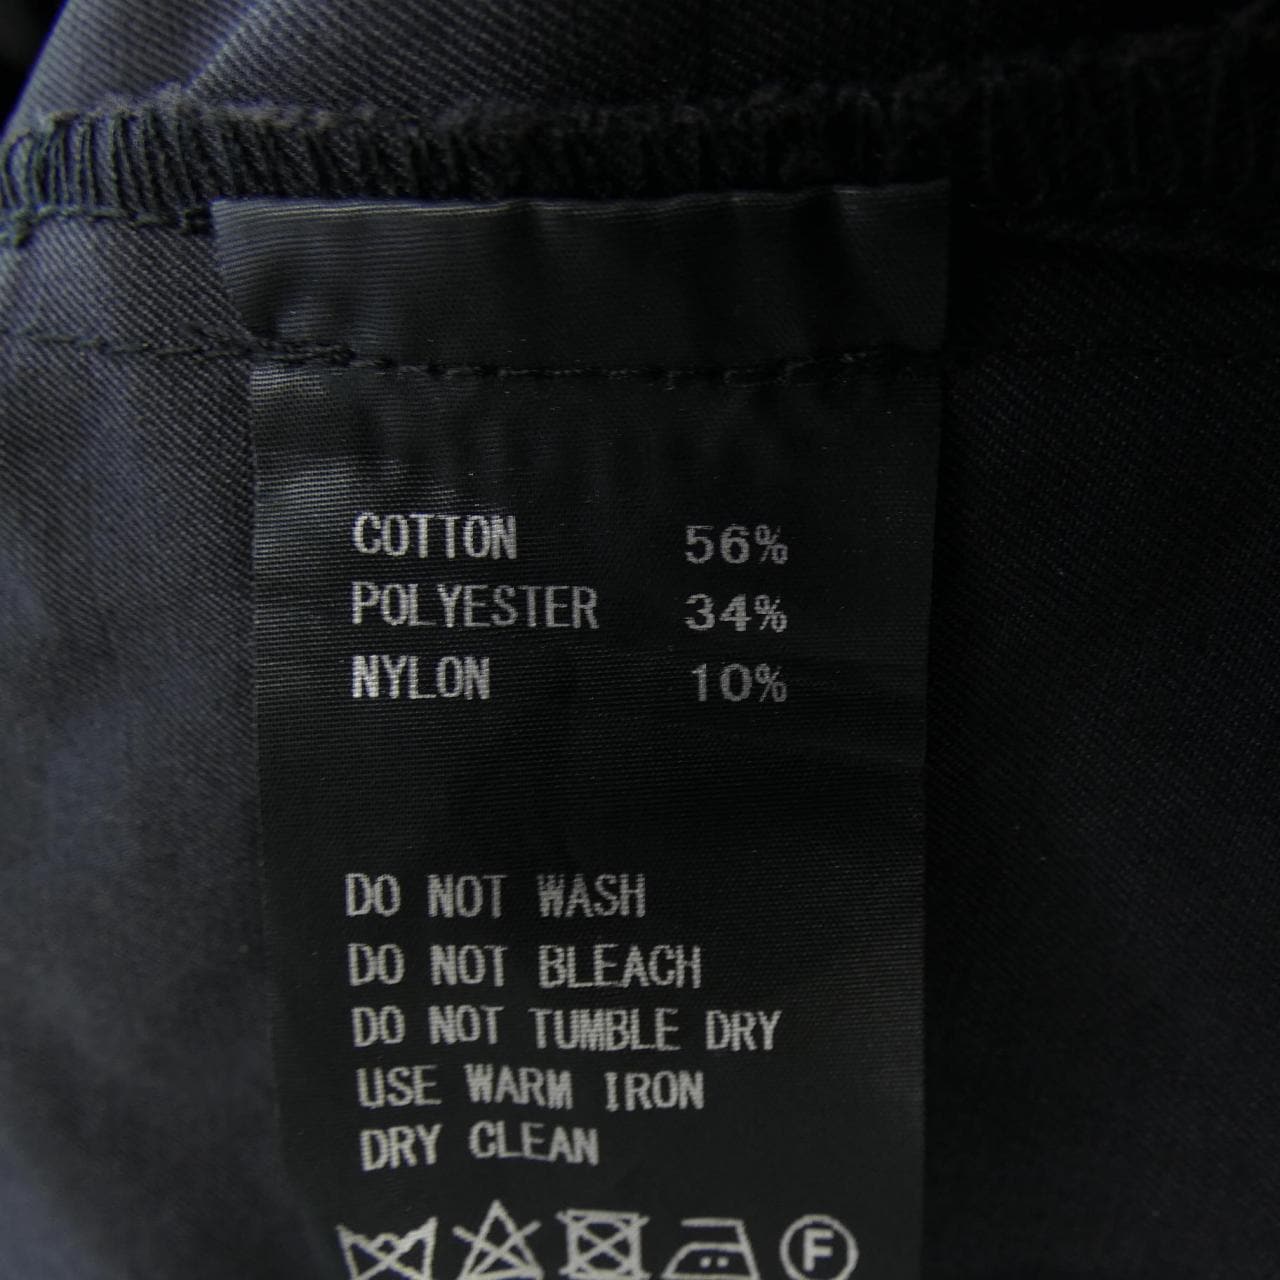 COTTON 56%
POLYESTER 34%
NYLON 10%
DO NOT WASH
DO NOT BLEACH
DO NOT TUMBLE DRY
USE WARM IRON
DRY CLEAN
F